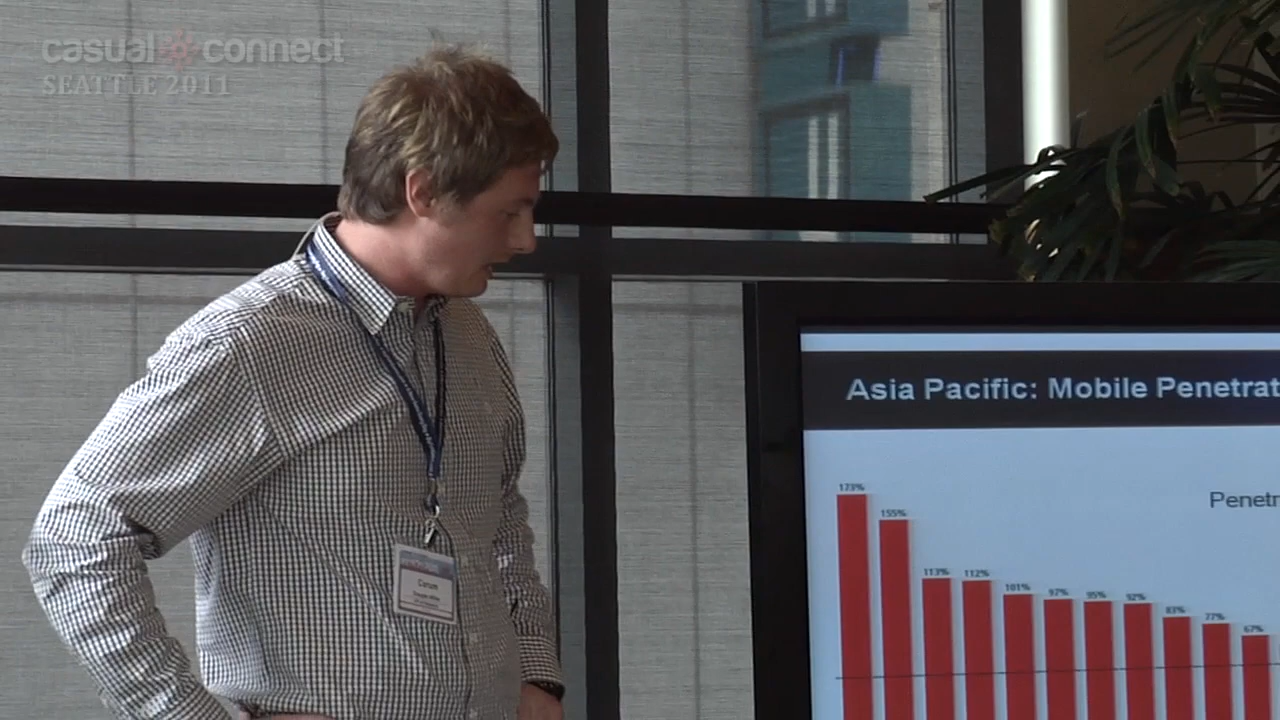 casual connect
SEATTLE 2011
Asia Pacific: Mobile Penetrat
Penetr
173%
155%
113%
112%
101%
97%
95%
92%
83%
77%
67%